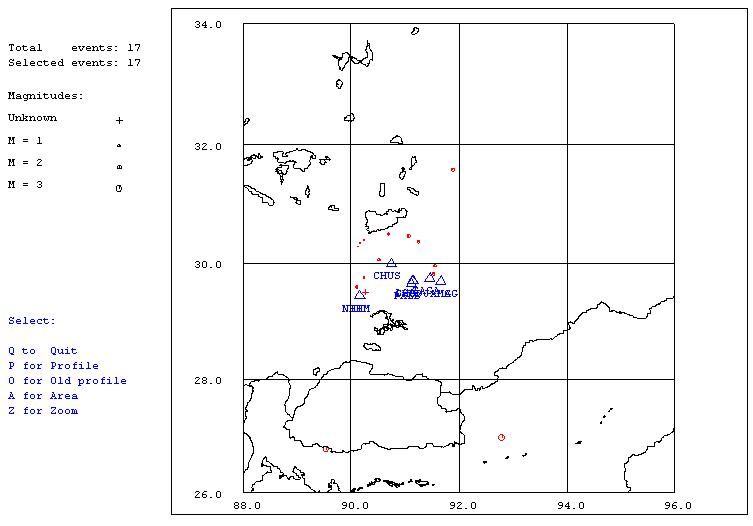 Total    events: 17
Selected events: 17
Magnitudes:
Unknown
M = 1
M = 2
M = 3
Select:
Q to  Quit
P for Profile
O for Old profile
A for Area
Z for Zoom
34.0
32.0
30.0
28.0
26.0
CHUS
88.0
90.0
92.0
94.0
96.0